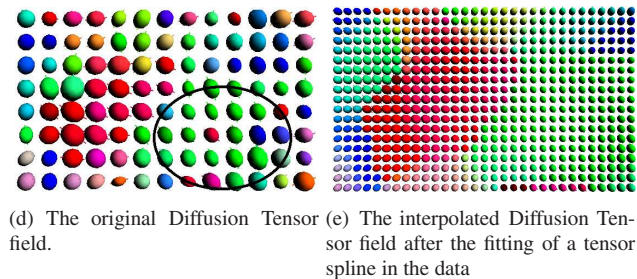 (d) The original Diffusion Tensor
field.
(e) The interpolated Diffusion Ten-
sor field after the fitting of a tensor
spline in the data